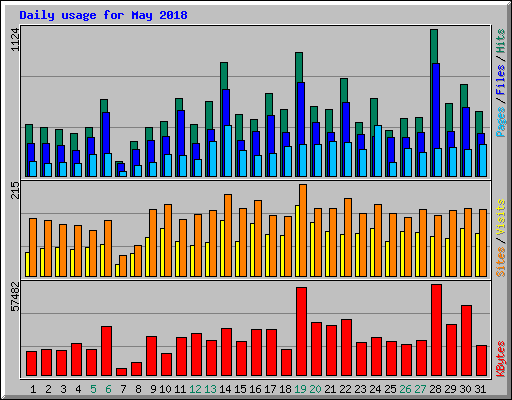 Daily usage for May 2018
1124
Pages / Files / Hits
215
Sites / Visits
57482
KBytes
1 2 3 4 5 6 7 8 9 10 11 12 13 14 15 16 17 18 19 20 21 22 23 24 25 26 27 28 29 30 31